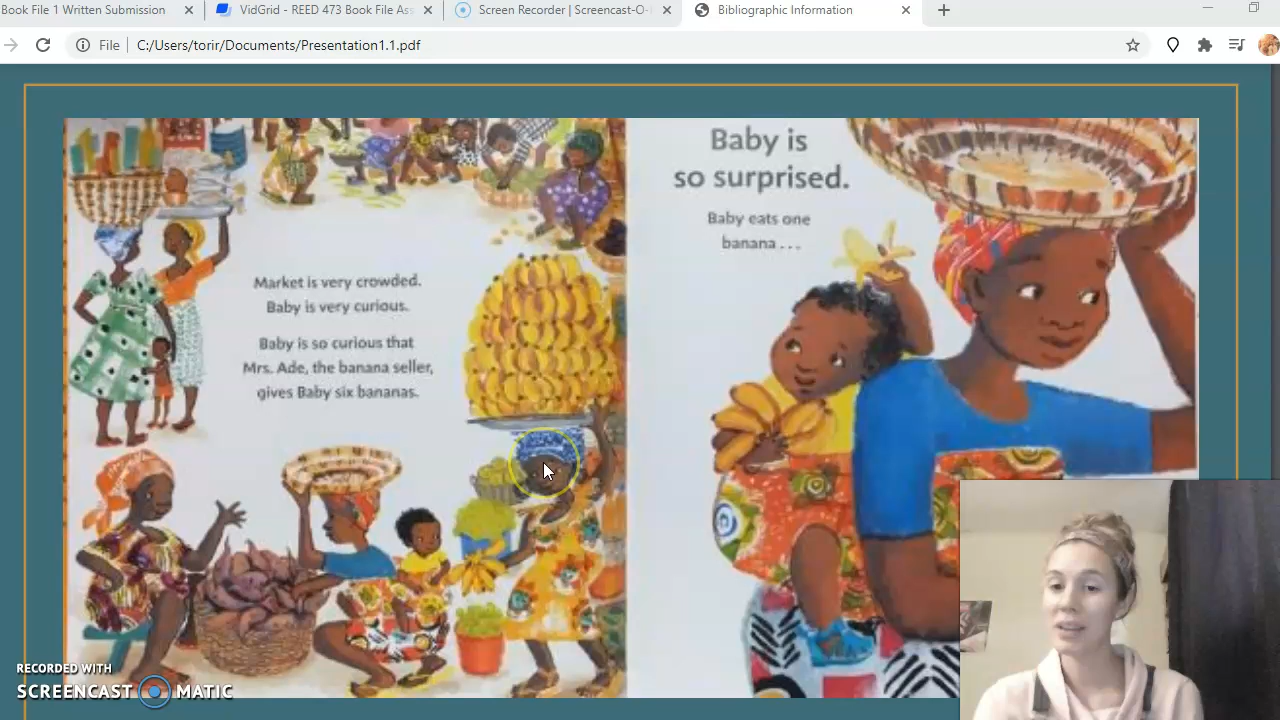 Book File 1 Written Submission
VidGrid - REED 473 Book File Ass
Screen Recorder | Screencast-O-
Bibliographic Information
File
C:/Users/torir/Documents/Presentation1.1.pdf
Market is very crowded.
Baby is very curious.
Baby is so curious that
Mrs. Ade, the banana seller,
gives Baby six bananas.
Baby is
so surprised.
Baby eats one
banana . . .
RECORDED WITH
SCREENCAST MATIC